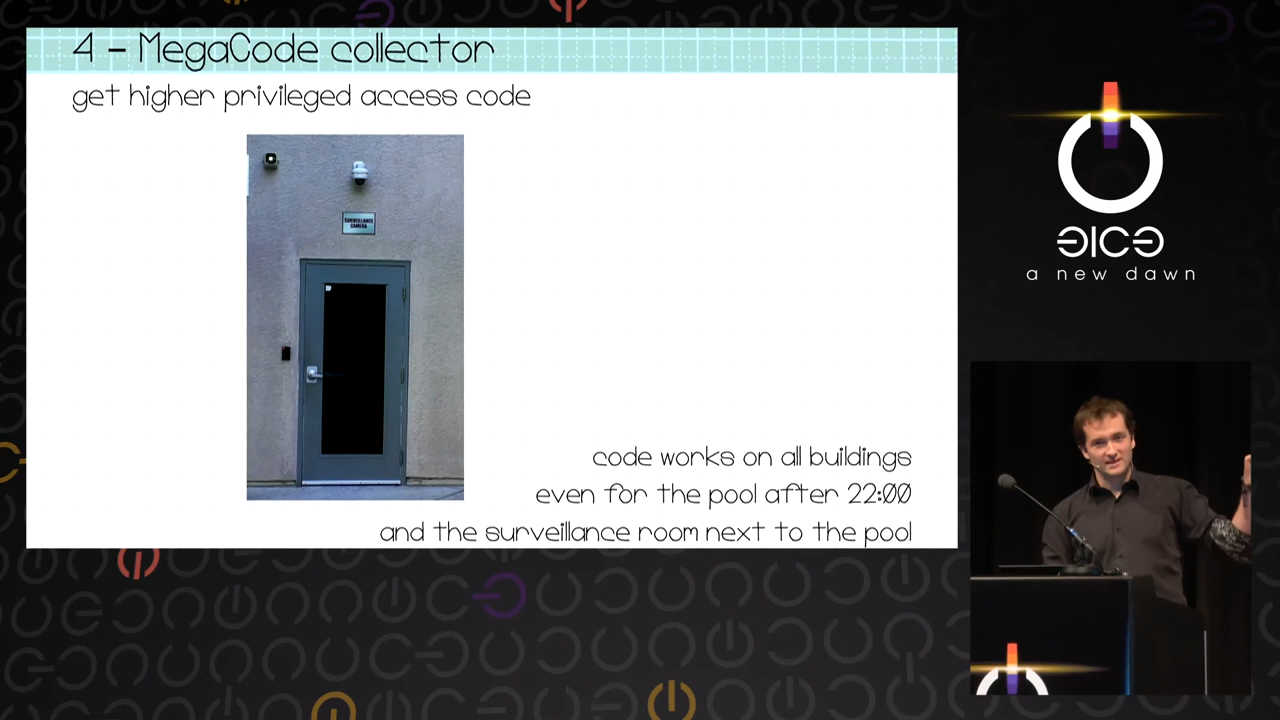 4 - MegaCode collector
get higher privileged access code
SURVEILLANCE
CAMERA
code works on all buildings
even for the pool after 22:00
and the surveillance room next to the pool
31C3
a new dawn